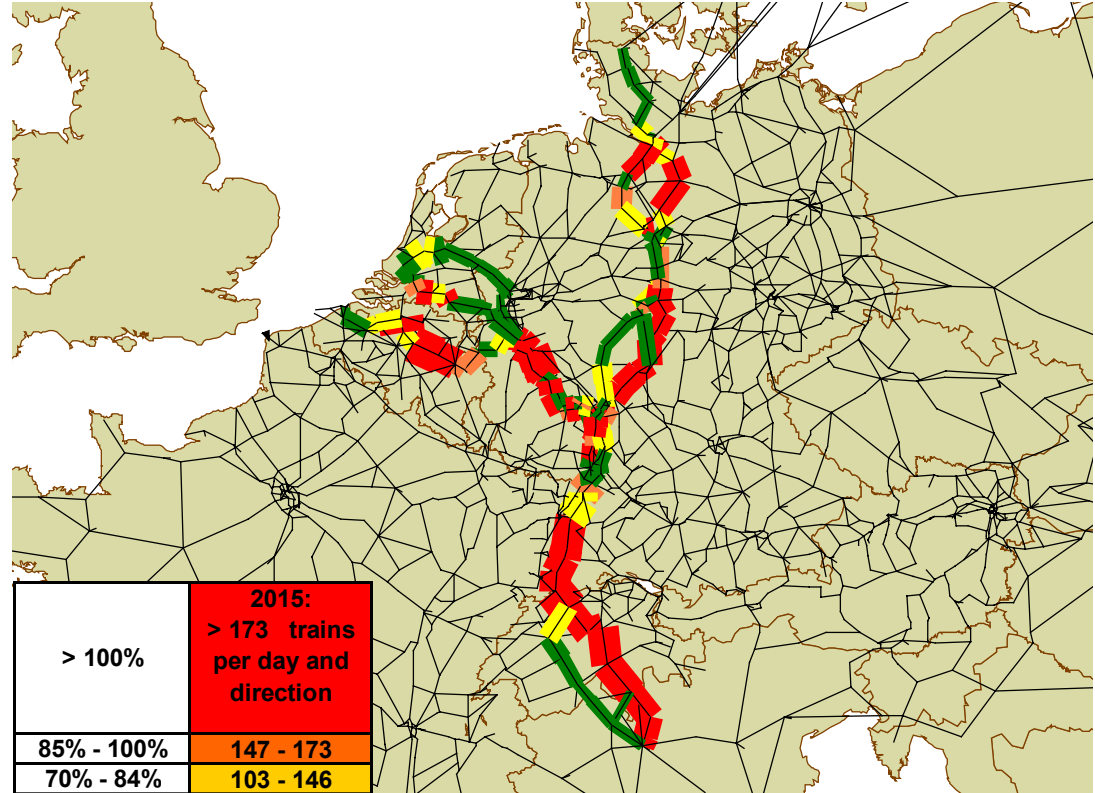 > 100%
2015:
> 173 trains
per day and
direction
85% - 100%
147 - 173
70% - 84%
103 - 146